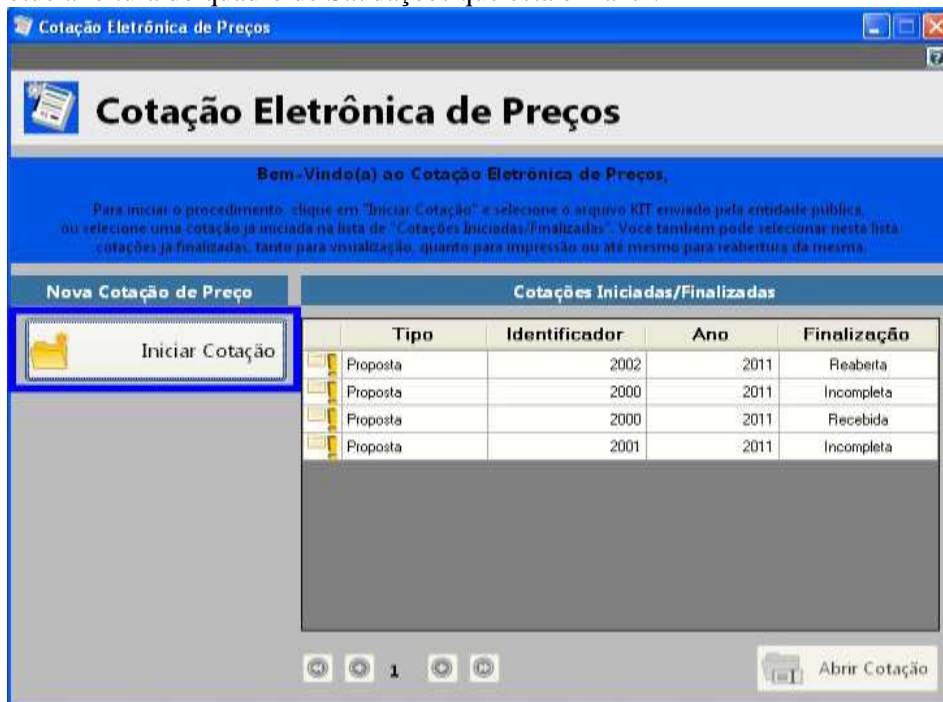 Cotação Eletrônica de Preços
Cotação Eletrônica de Preços
Bem-Vindo(a) ao Cotação Eletrônica de Preços,
Para iniciar o procedimento, clique em "Iniciar Cotação" e selecione o arquivo KIT enviado pela entidade pública,
ou selecione uma cotação já iniciada na lista de "Cotações Iniciadas/Finalizadas". Você também pode selecionar nesta lista
cotações já finalizadas, tanto para visualização, quanto para impressão ou até mesmo para reabertura da mesma.
Nova Cotação de Preço
Cotações Iniciadas/Finalizadas
Iniciar Cotação
Tipo Identificador Ano Finalização
Proposta 2002 2011 Reaberta
Proposta 2000 2011 Incompleta
Proposta 2000 2011 Recebida
Proposta 2001 2011 Incompleta
1
Abrir Cotação